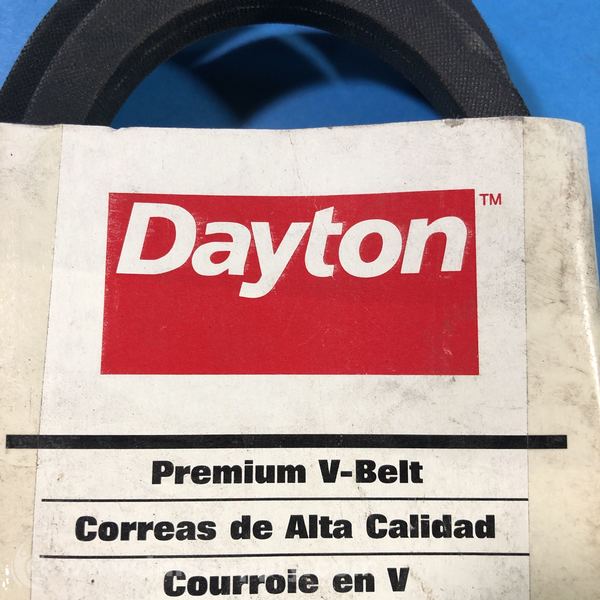 Dayton™
Premium V-Belt
Correas de Alta Calidad
Courroie en V